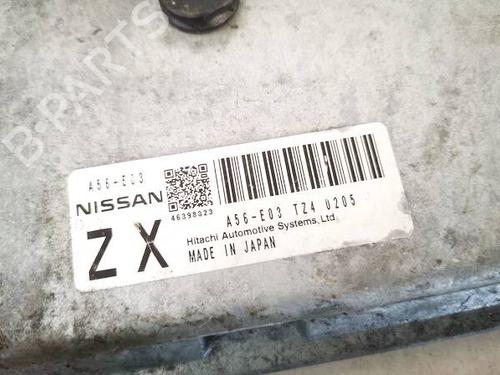 B-PARTS
A56-E03
NISSAN
46398323
ZX
A56-E03 TZ4 0205
Hitachi Automotive Systems, Ltd.
MADE IN JAPAN